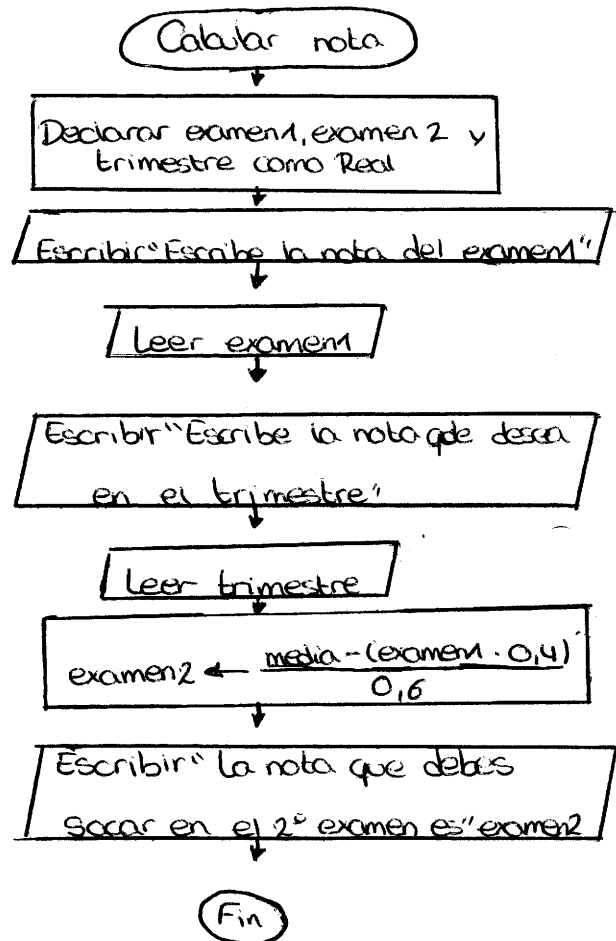 Calcular nota
Declarar examen1, examen 2 y
trimestre como Real
Escribir "Escribe la nota del examen1"
Leer examen1
Escribir "Escribe la nota qde desea
en el trimestre"
Leer trimestre
examen2 ← media - (examen1 · 0,4)
0,6
Escribir " La nota que debes
sacar en el 2º examen es" examen2
Fin